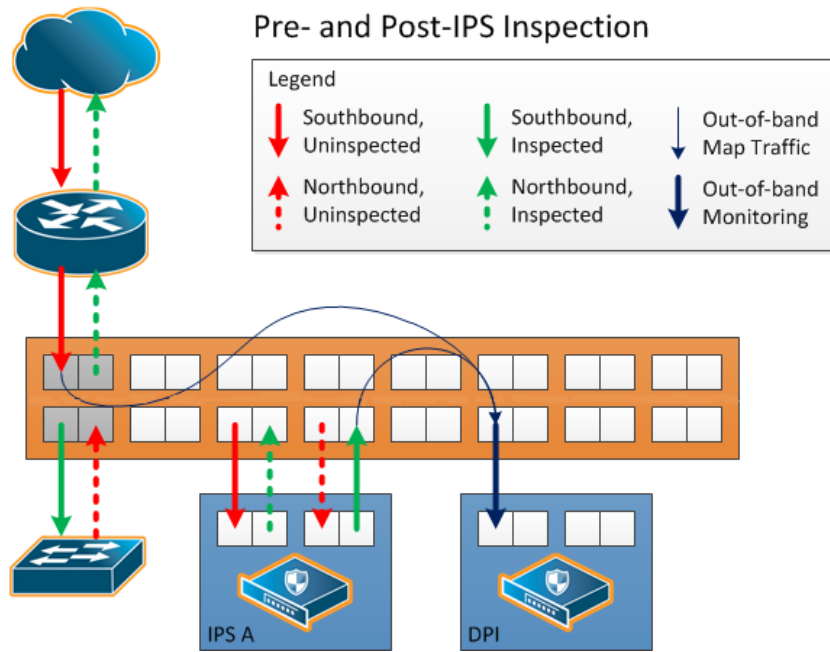 Pre- and Post-IPS Inspection
Legend
Southbound,
Uninspected
Southbound,
Inspected
Out-of-band
Map Traffic
Northbound,
Uninspected
Northbound,
Inspected
Out-of-band
Monitoring
IPS A
DPI